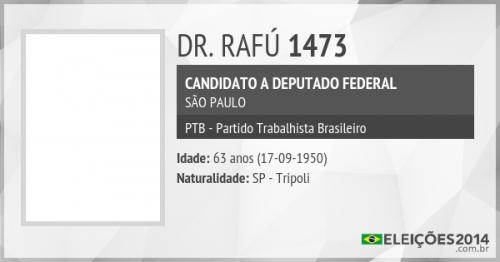 DR. RAFÚ 1473
CANDIDATO A DEPUTADO FEDERAL
SÃO PAULO
PTB - Partido Trabalhista Brasileiro
Idade: 63 anos (17-09-1950)
Naturalidade: SP - Tripoli
ELEIÇÕES2014
.com.br